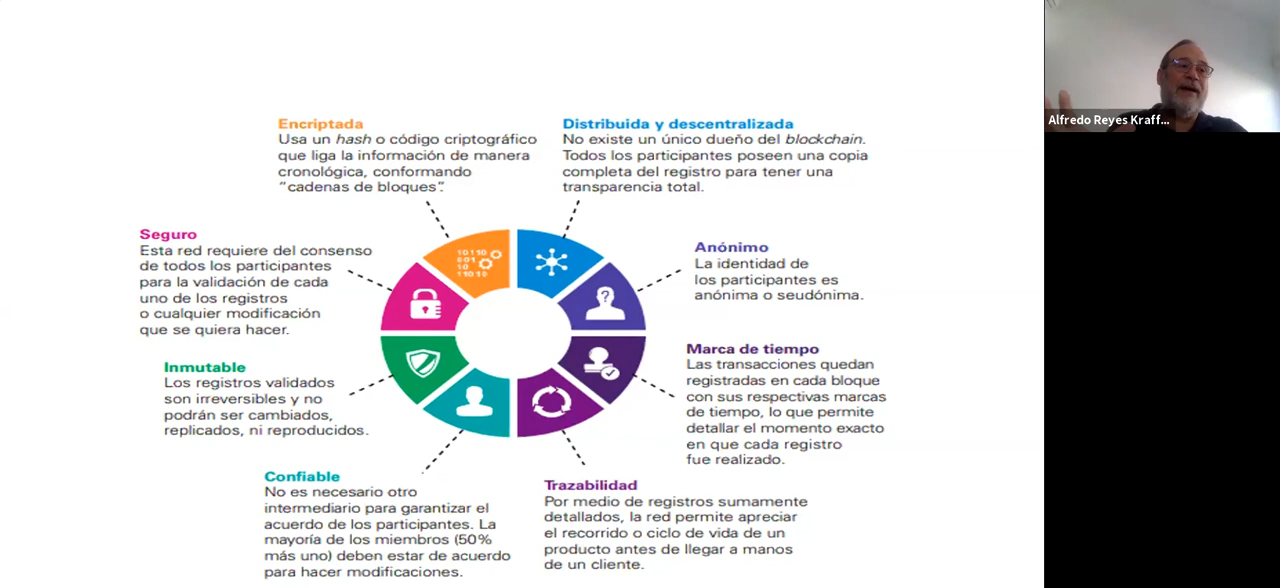 Encriptada
Usa un hash o código criptográfico
que liga la información de manera
cronológica, conformando
“cadenas de bloques”.
Distribuida y descentralizada
No existe un único dueño del blockchain.
Todos los participantes poseen una copia
completa del registro para tener una
transparencia total.
Seguro
Esta red requiere del consenso
de todos los participantes
para la validación de cada
uno de los registros
o cualquier modificación
que se quiera hacer.
Anónimo
La identidad de
los participantes es
anónima o seudónima.
Inmutable
Los registros validados
son irreversibles y no
podrán ser cambiados,
replicados, ni reproducidos.
Marca de tiempo
Las transacciones quedan
registradas en cada bloque
con sus respectivas marcas
de tiempo, lo que permite
detallar el momento exacto
en que cada registro
fue realizado.
Confiable
No es necesario otro
intermediario para garantizar el
acuerdo de los participantes. La
mayoría de los miembros (50%
más uno) deben estar de acuerdo
para hacer modificaciones.
Trazabilidad
Por medio de registros sumamente
detallados, la red permite apreciar
el recorrido o ciclo de vida de un
producto antes de llegar a manos
de un cliente.
10110
001
10
11010
?
Alfredo Reyes Kraff...